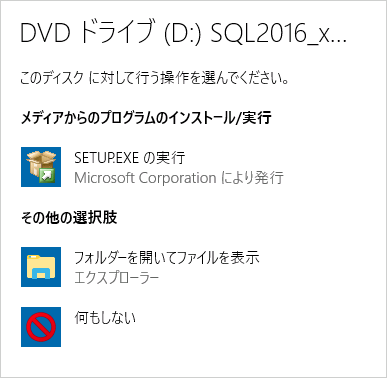 DVD ドライブ (D:) SQL2016_x...
このディスク に対して行う操作を選んでください。
メディアからのプログラムのインストール/実行
SETUP.EXE の実行
Microsoft Corporation により発行
その他の選択肢
フォルダーを開いてファイルを表示
エクスプローラー
何もしない